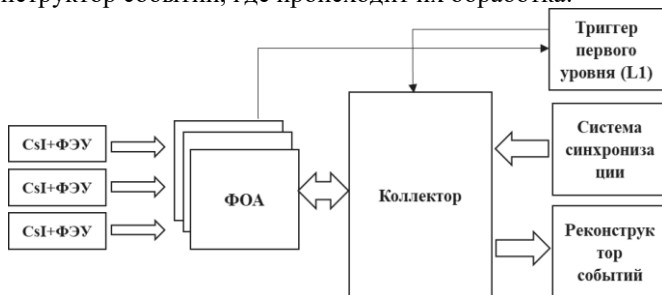 нструктор событий, где происходит их обработка.
Триггер
первого
уровня (L1)
CsI+ФЭУ
CsI+ФЭУ
CsI+ФЭУ
ФОА
Коллектор
Система
синхрониза
ции
Реконструк
тор
событий